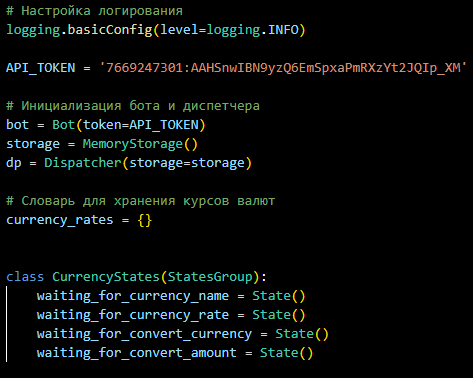 # Настройка логирования
logging.basicConfig(level=logging.INFO)
API_TOKEN = '7669247301:AAHSnwIBN9yzQ6EmSpxaPmRXzYt2JQIp_XM'
# Инициализация бота и диспетчера
bot = Bot(token=API_TOKEN)
storage = MemoryStorage()
dp = Dispatcher(storage=storage)
# Словарь для хранения курсов валют
currency_rates = {}
class CurrencyStates(StatesGroup):
    waiting_for_currency_name = State()
    waiting_for_currency_rate = State()
    waiting_for_convert_currency = State()
    waiting_for_convert_amount = State()